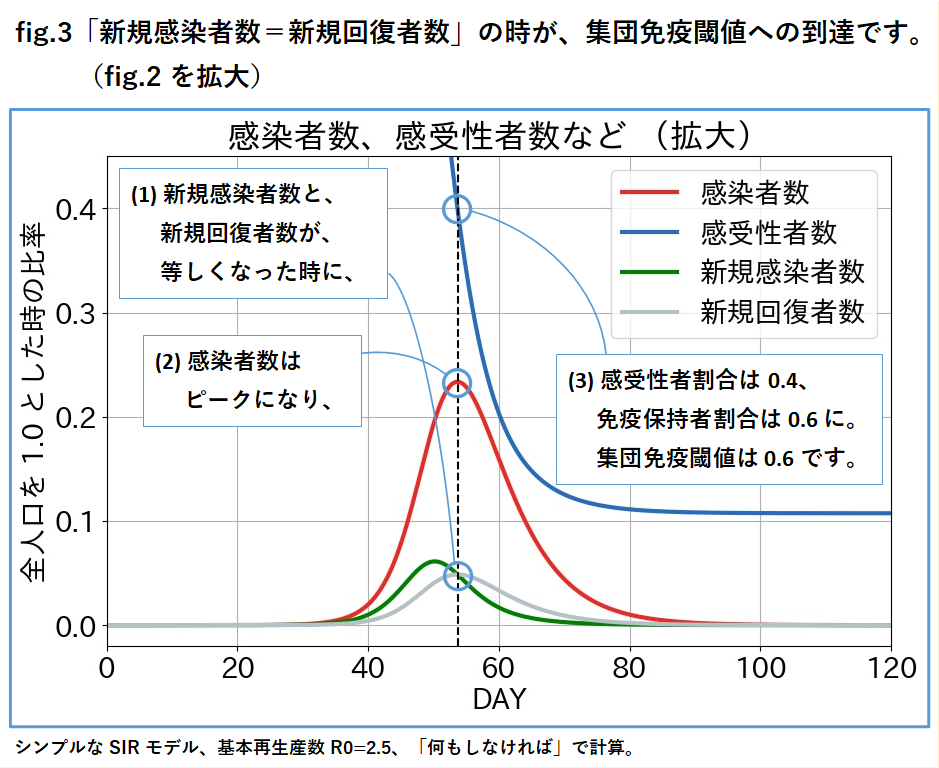 fig.3「新規感染者数＝新規回復者数」の時が、集団免疫閾値への到達です。
（fig.2 を拡大）
感染者数、感受性者数など （拡大）
(1) 新規感染者数と、
新規回復者数が、
等しくなった時に、
(2) 感染者数は
ピークになり、
感染者数
感受性者数
新規感染者数
新規回復者数
(3) 感受性者割合は 0.4、
免疫保持者割合は 0.6 に。
集団免疫閾値は 0.6 です。
全人口を 1.0 とした時の比率
0.4
0.3
0.2
0.1
0.0
0 20 40 60 80 100 120
DAY
シンプルな SIR モデル、基本再生産数 R0=2.5、「何もしなければ」で計算。